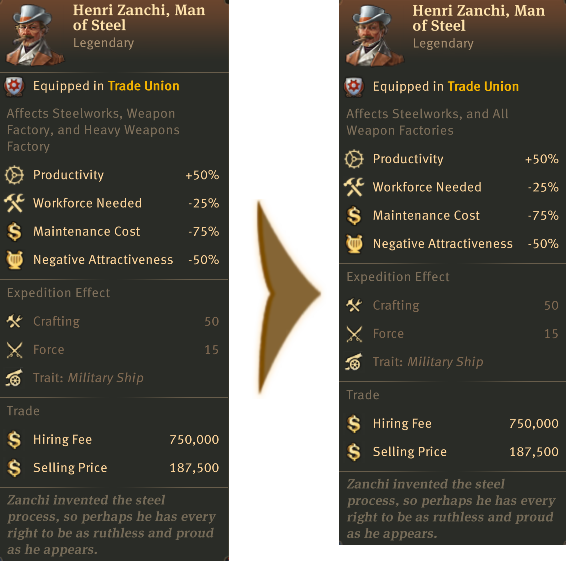 Henri Zanchi, Man
of Steel
Legendary
Equipped in Trade Union
Affects Steelworks, Weapon
Factory, and Heavy Weapons
Factory
Productivity +50%
Workforce Needed -25%
Maintenance Cost -75%
Negative Attractiveness -50%
Expedition Effect
Crafting 50
Force 15
Trait: Military Ship
Trade
Hiring Fee 750,000
Selling Price 187,500
Zanchi invented the steel
process, so perhaps he has every
right to be as ruthless and proud
as he appears.
Henri Zanchi, Man
of Steel
Legendary
Equipped in Trade Union
Affects Steelworks, and All
Weapon Factories
Productivity +50%
Workforce Needed -25%
Maintenance Cost -75%
Negative Attractiveness -50%
Expedition Effect
Crafting 50
Force 15
Trait: Military Ship
Trade
Hiring Fee 750,000
Selling Price 187,500
Zanchi invented the steel
process, so perhaps he has every
right to be as ruthless and proud
as he appears.